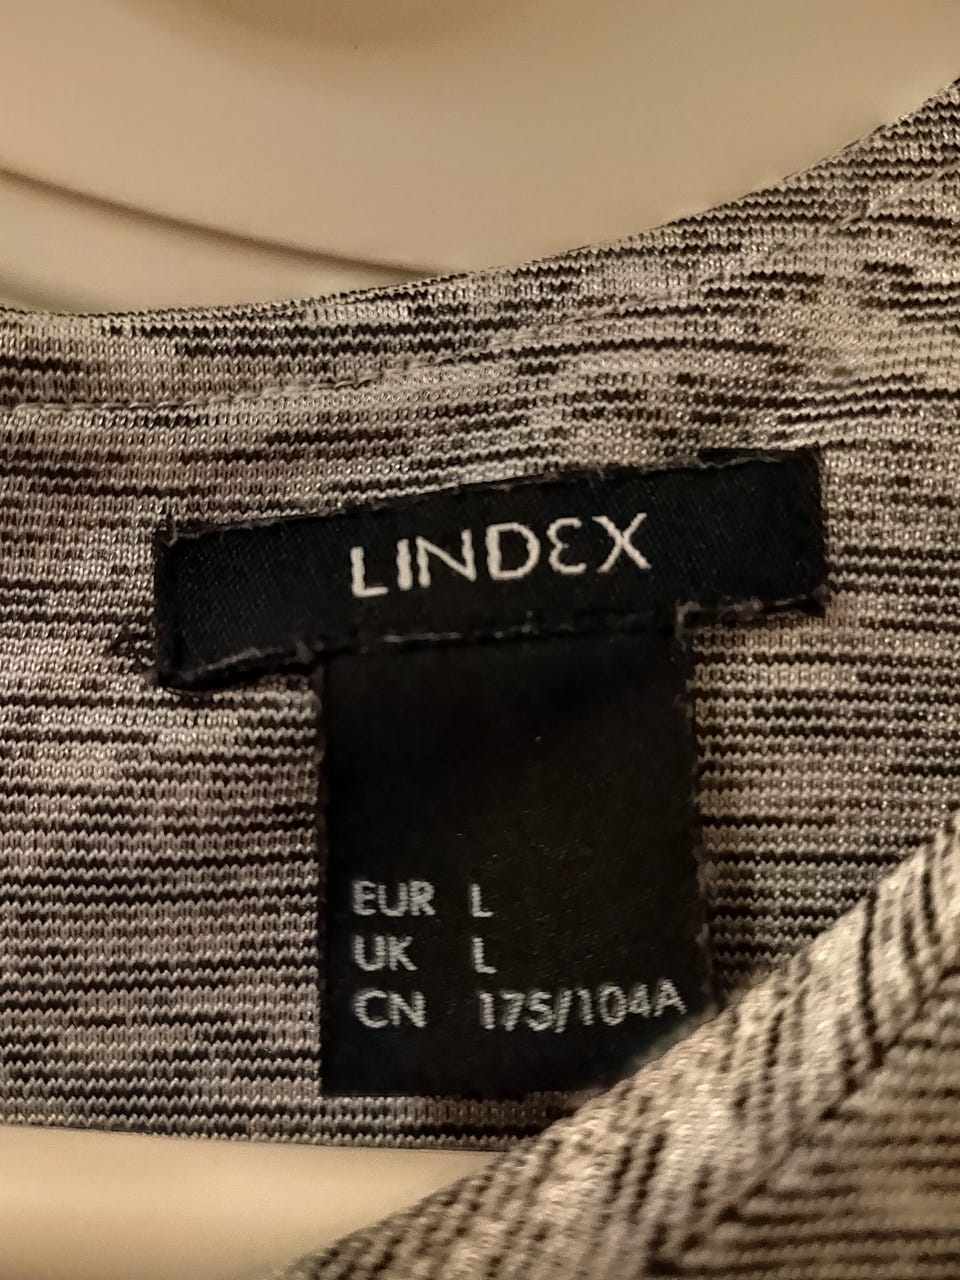 LINDEX
EUR L
UK L
CN 175/104A